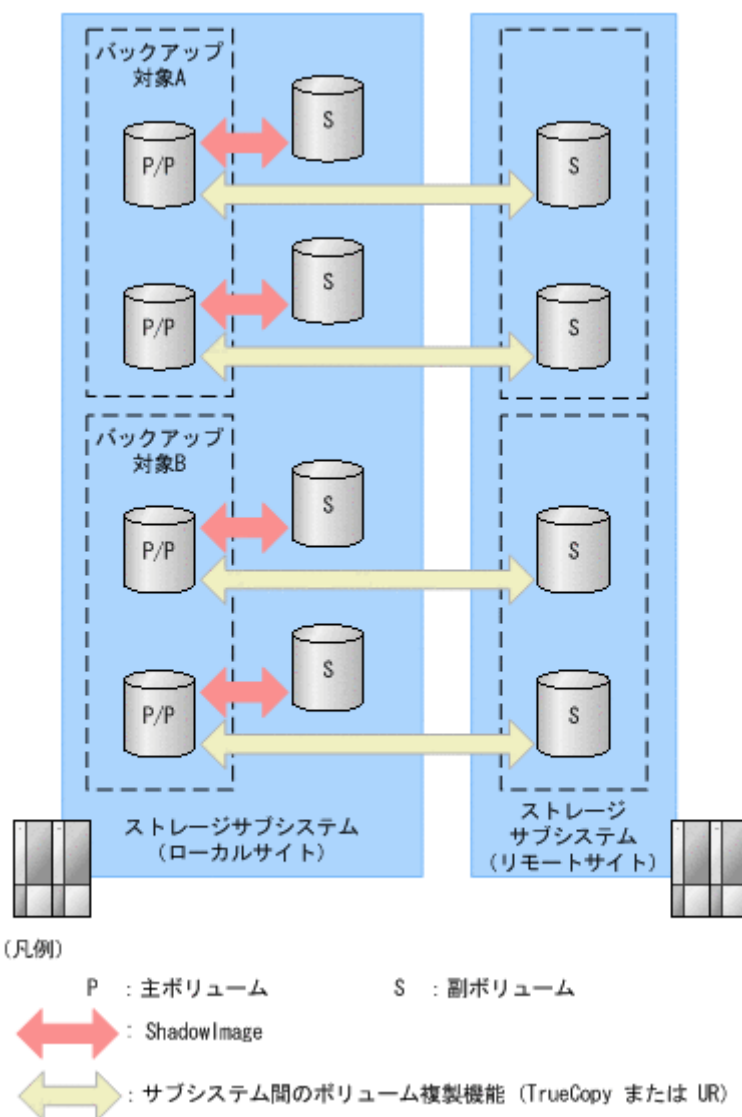 バックアップ
対象A
S
P/P
S
S
P/P
S
バックアップ
対象B
S
P/P
S
S
P/P
S
ストレージサブシステム
(ローカルサイト)
ストレージ
サブシステム
(リモートサイト)
(凡例)
P : 主ボリューム S : 副ボリューム
: ShadowImage
: サブシステム間のボリューム複製機能 (TrueCopy または UR)